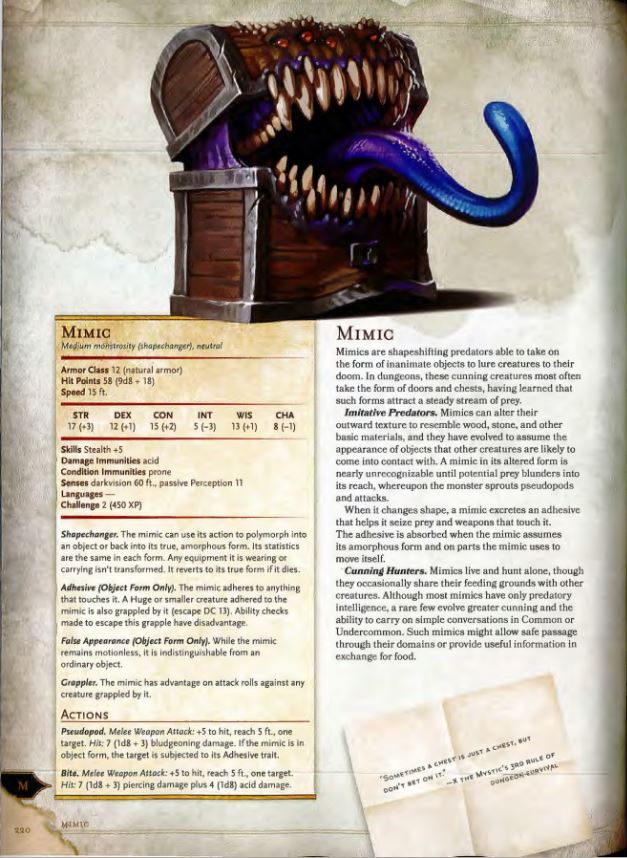 MIMIC
Medium monstrosity (shapechanger), neutral
Armor Class 12 (natural armor)
Hit Points 58 (9d8 + 18)
Speed 15 ft.
STR DEX CON INT WIS CHA
17 (+3) 12 (+1) 15 (+2) 5 (−3) 13 (+1) 8 (−1)
Skills Stealth +5
Damage Immunities acid
Condition Immunities prone
Senses darkvision 60 ft., passive Perception 11
Languages —
Challenge 2 (450 XP)
Shapechanger. The mimic can use its action to polymorph into
an object or back into its true, amorphous form. Its statistics
are the same in each form. Any equipment it is wearing or
carrying isn't transformed. It reverts to its true form if it dies.
Adhesive (Object Form Only). The mimic adheres to anything
that touches it. A Huge or smaller creature adhered to the
mimic is also grappled by it (escape DC 13). Ability checks
made to escape this grapple have disadvantage.
False Appearance (Object Form Only). While the mimic
remains motionless, it is indistinguishable from an
ordinary object.
Grappler. The mimic has advantage on attack rolls against any
creature grappled by it.
ACTIONS
Pseudopod. Melee Weapon Attack: +5 to hit, reach 5 ft., one
target. Hit: 7 (1d8 + 3) bludgeoning damage. If the mimic is in
object form, the target is subjected to its Adhesive trait.
Bite. Melee Weapon Attack: +5 to hit, reach 5 ft., one target.
Hit: 7 (1d8 + 3) piercing damage plus 4 (1d8) acid damage.
MIMIC
Mimics are shapeshifting predators able to take on
the form of inanimate objects to lure creatures to their
doom. In dungeons, these cunning creatures most often
take the form of doors and chests, having learned that
such forms attract a steady stream of prey.
Imitative Predators. Mimics can alter their
outward texture to resemble wood, stone, and other
basic materials, and they have evolved to assume the
appearance of objects that other creatures are likely to
come into contact with. A mimic in its altered form is
nearly unrecognizable until potential prey blunders into
its reach, whereupon the monster sprouts pseudopods
and attacks.
When it changes shape, a mimic excretes an adhesive
that helps it seize prey and weapons that touch it.
The adhesive is absorbed when the mimic assumes
its amorphous form and on parts the mimic uses to
move itself.
Cunning Hunters. Mimics live and hunt alone, though
they occasionally share their feeding grounds with other
creatures. Although most mimics have only predatory
intelligence, a rare few evolve greater cunning and the
ability to carry on simple conversations in Common or
Undercommon. Such mimics might allow safe passage
through their domains or provide useful information in
exchange for food.
"SOMETIMES A CHEST IS JUST A CHEST, BUT
DON'T BET ON IT."
—X THE MYSTIC'S 3RD RULE OF
DUNGEON-SURVIVAL
M
220
MIMIC